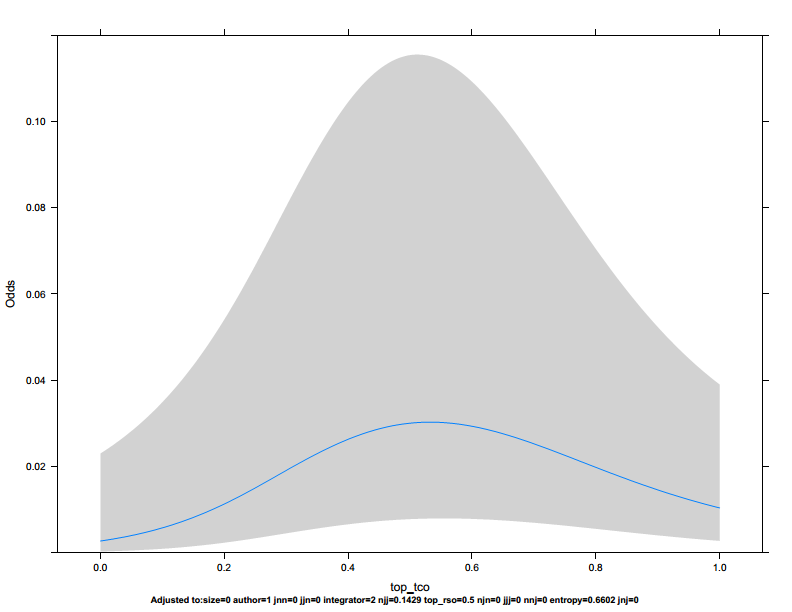 0.10
0.08
0.06
0.04
0.02
Odds
0.0 0.2 0.4 0.6 0.8 1.0
top_tco
Adjusted to:size=0 author=1 jnn=0 jjn=0 integrator=2 njj=0.1429 top_rso=0.5 njn=0 jjj=0 nnj=0 entropy=0.6602 jnj=0